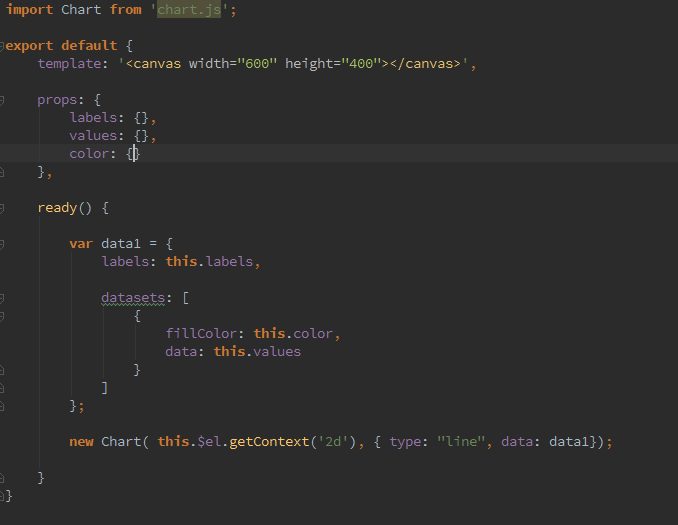 import Chart from 'chart.js';
export default {
template: '<canvas width="600" height="400"></canvas>',
props: {
labels: {},
values: {},
color: {}
},
ready() {
var data1 = {
labels: this.labels,
datasets: [
{
fillColor: this.color,
data: this.values
}
]
};
new Chart( this.$el.getContext('2d'), { type: "line", data: data1});
}
}